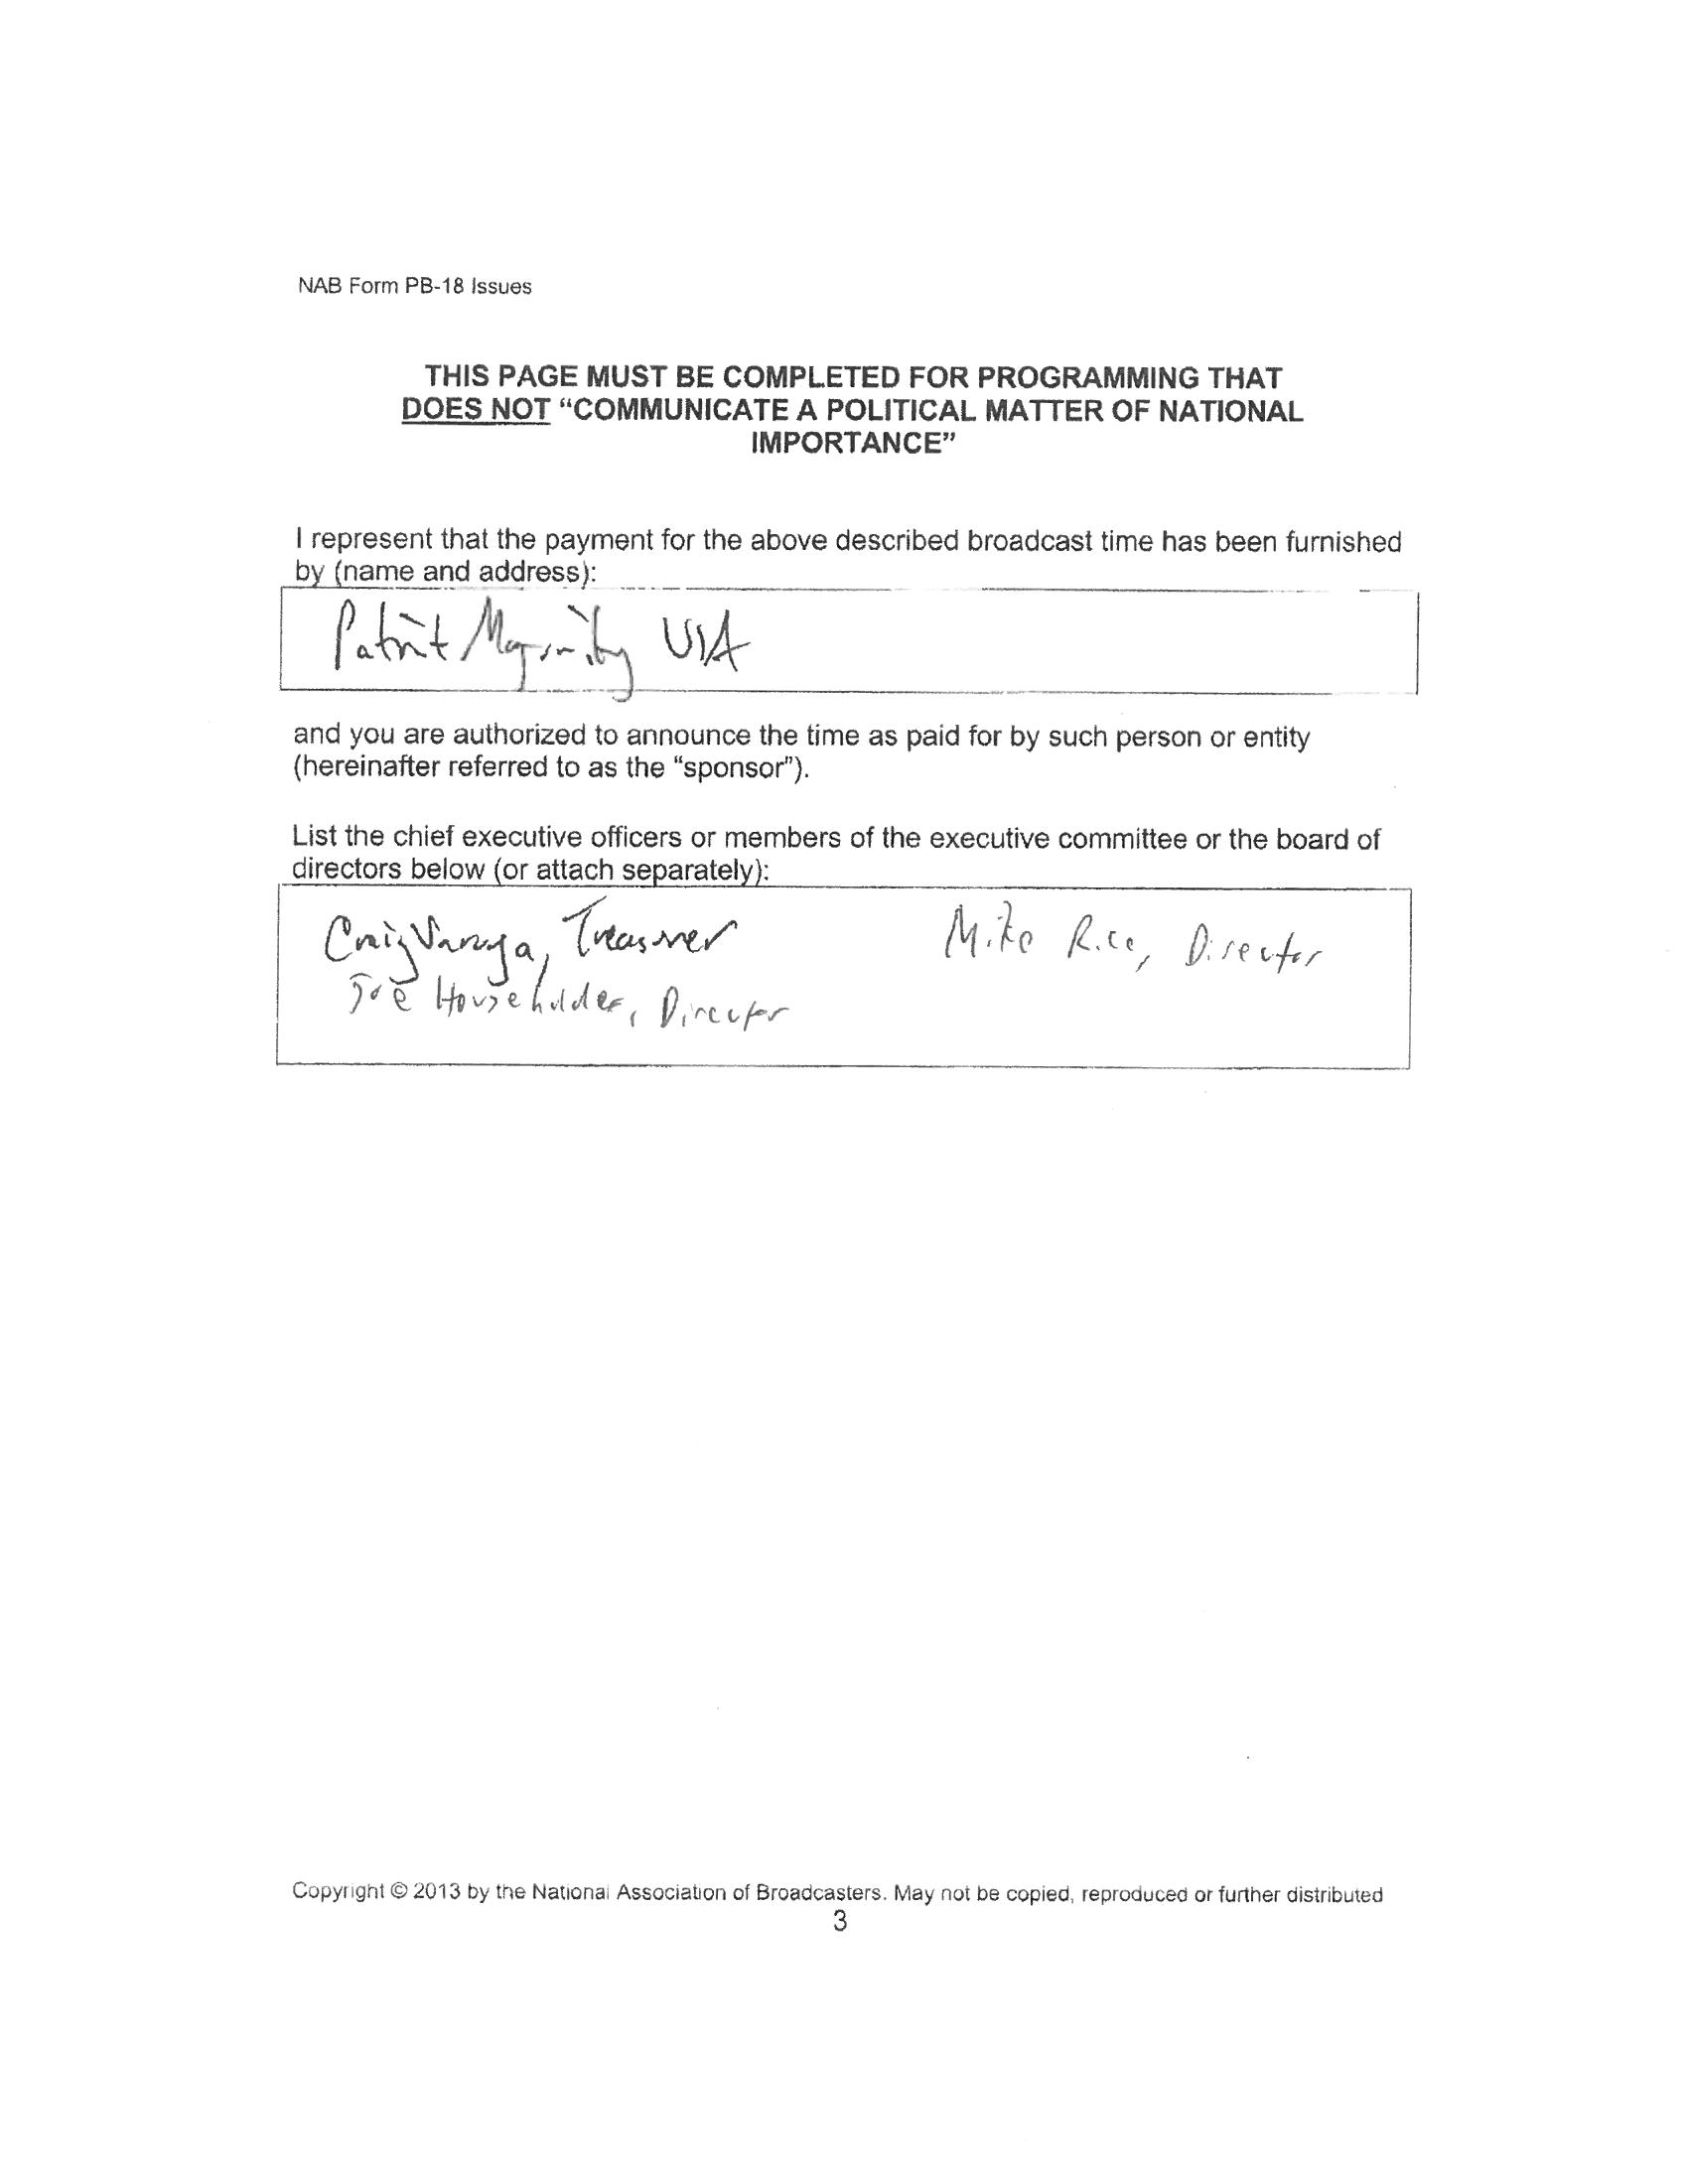 NAB Form PB-18 Issues
THIS PAGE MUST BE COMPLETED FOR PROGRAMMING THAT
DOES NOT “COMMUNICATE A POLITICAL MATTER OF NATIONAL
IMPORTANCE”
I represent that the payment for the above described broadcast time has been furnished
by (name and address):
Patriot Majority USA
and you are authorized to announce the time as paid for by such person or entity
(hereinafter referred to as the “sponsor”).
List the chief executive officers or members of the executive committee or the board of
directors below (or attach separately):
Craig Varoga, Treasurer Mike Rice, Director
Joe Householder, Director
Copyright © 2013 by the National Association of Broadcasters. May not be copied, reproduced or further distributed
3